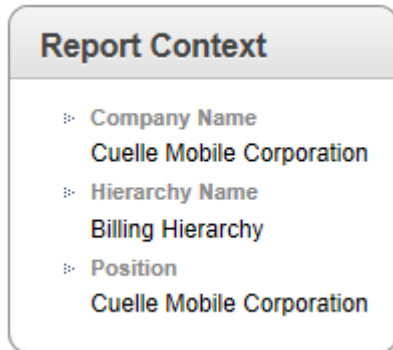 Report Context
Company Name
Cuelle Mobile Corporation
Hierarchy Name
Billing Hierarchy
Position
Cuelle Mobile Corporation